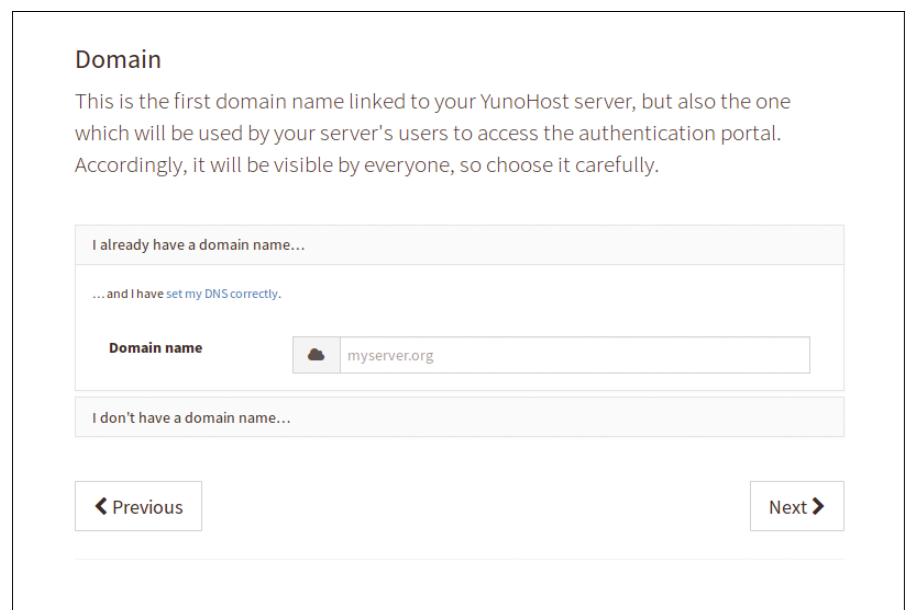 Domain
This is the first domain name linked to your YunoHost server, but also the one
which will be used by your server's users to access the authentication portal.
Accordingly, it will be visible by everyone, so choose it carefully.
I already have a domain name…
…and I have set my DNS correctly.
Domain name
myserver.org
I don't have a domain name…
Previous
Next